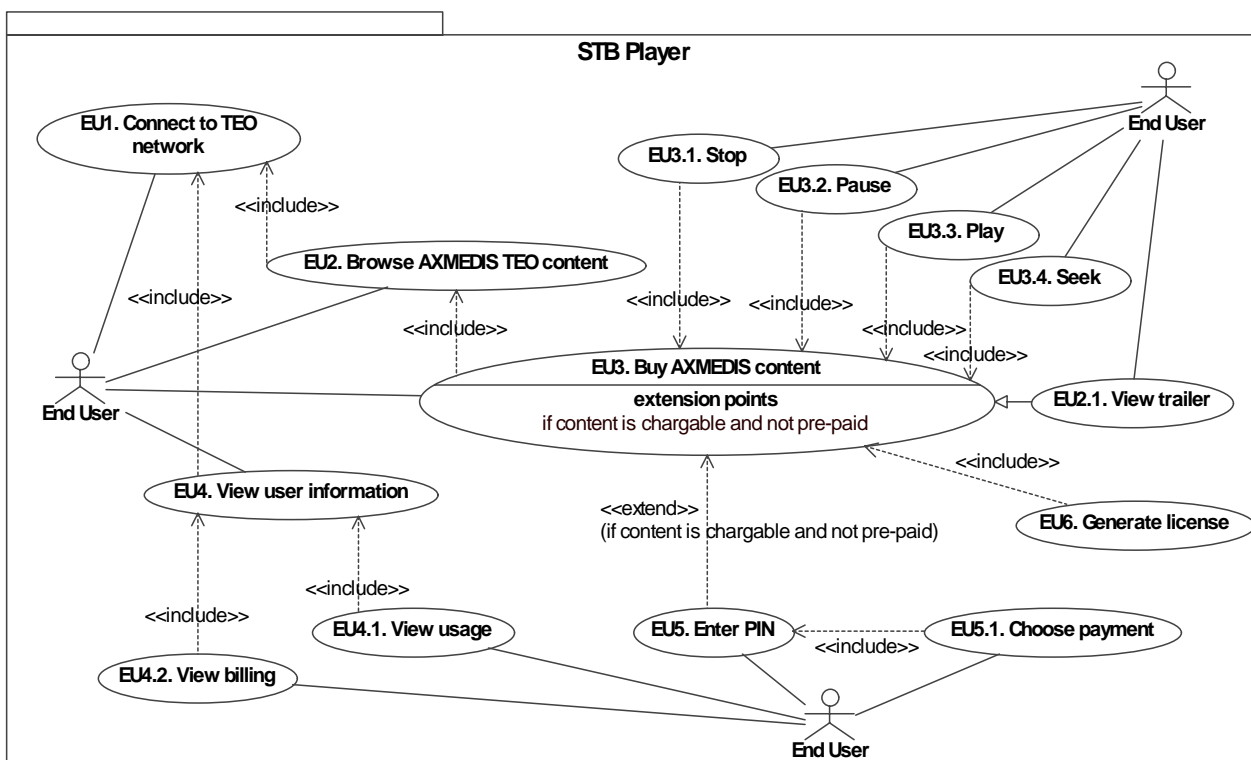 STB Player
End User
EU1. Connect to TEO
network
EU3.1. Stop
EU3.2. Pause
<<include>>
EU3.3. Play
EU2. Browse AXMEDIS TEO content
EU3.4. Seek
<<include>>
<<include>>
<<include>>
<<include>>
<<include>>
<<include>>
EU3. Buy AXMEDIS content
End User
extension points
if content is chargable and not pre-paid
EU2.1. View trailer
<<include>>
EU4. View user information
<<extend>>
(if content is chargable and not pre-paid)
EU6. Generate license
<<include>>
<<include>>
EU4.1. View usage
EU5. Enter PIN
EU5.1. Choose payment
<<include>>
EU4.2. View billing
End User